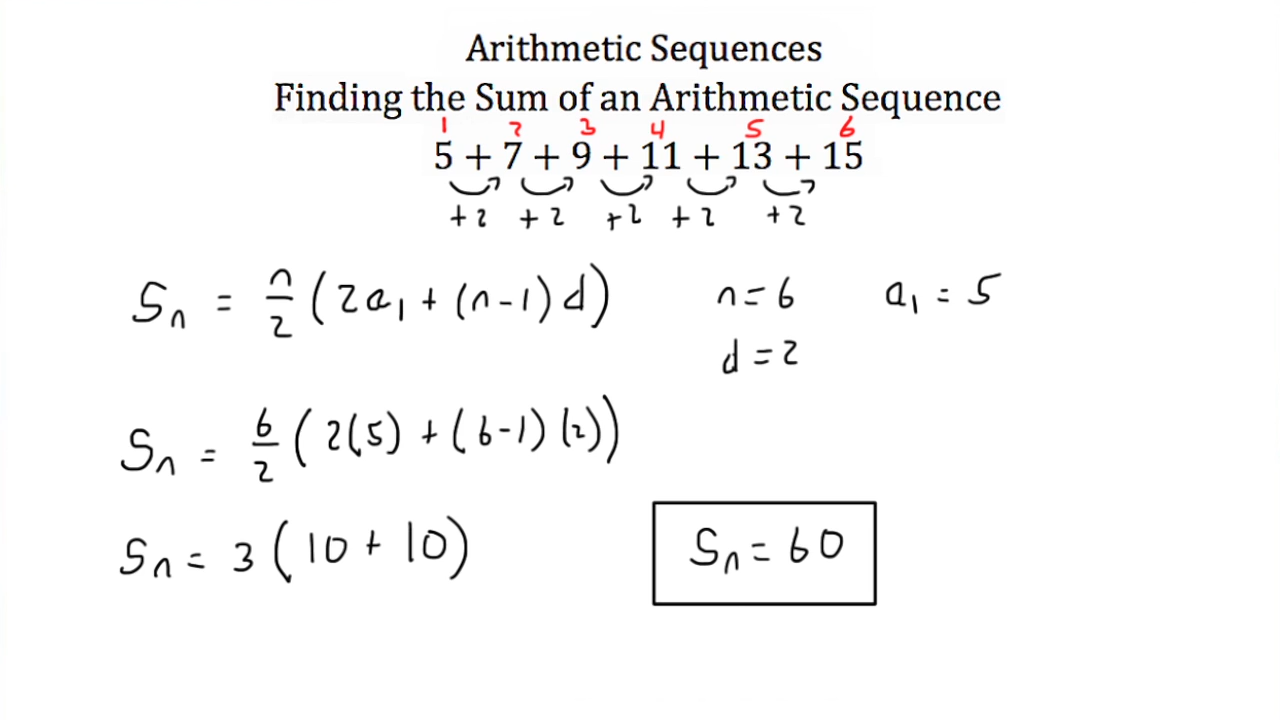 Arithmetic Sequences
Finding the Sum of an Arithmetic Sequence
1 2 3 4 5 6
5 + 7 + 9 + 11 + 13 + 15
+2 +2 +2 +2 +2
Sn = n/2 (2a₁ + (n-1)d) n=6 a₁ = 5
d=2
Sn = 6/2 (2(5) + (6-1)(2))
Sn = 3(10 + 10) Sn = 60